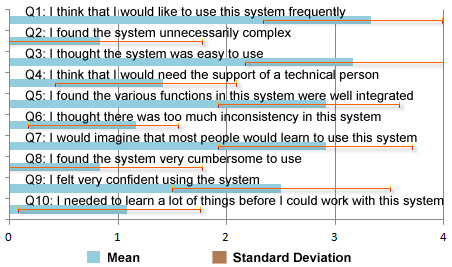 Q1: I think that I would like to use this system frequently
Q2: I found the system unnecessarily complex
Q3: I thought the system was easy to use
Q4: I think that I would need the support of a technical person
Q5: I found the various functions in this system were well integrated
Q6: I thought there was too much inconsistency in this system
Q7: I would imagine that most people would learn to use this system
Q8: I found the system very cumbersome to use
Q9: I felt very confident using the system
Q10: I needed to learn a lot of things before I could work with this system
0 1 2 3 4
Mean Standard Deviation